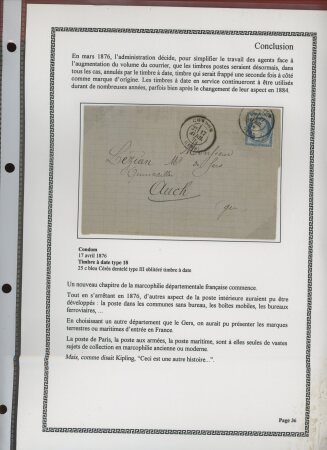 Conclusion
En mars 1876, l'administration décide, pour simplifier le travail des agents face à
l'augmentation du volume du courrier, que les timbres postes seraient désormais, dans
tous les cas, annulés par le timbre à date, timbre qui serait frappé une seconde fois à côté
comme marque d'origine. Les timbres à date en service continueront à être utilisés
durant de nombreuses années, parfois bien après le changement de leur aspect en 1884.
CONDOM
17
Monsieur
Lezian Md de fers
Auch
Gers
Condom
17 avril 1876
Timbre à date type 18
25 c bleu Cérès dentelé type III oblitéré timbre à date
Un nouveau chapitre de la marcophilie départementale française commence.
Tout en s'arrêtant en 1876, d'autres aspect de la poste intérieure auraient pu être
développés : la poste dans les communes sans bureau, les boîtes mobiles, les bureaux
ferroviaires, ...
En choisissant un autre département que le Gers, on aurait pu présenter les marques
terrestres ou maritimes d'entrée en France.
La poste de Paris, la poste aux armées, la poste maritime, sont à elles seules de vastes
sujets de collection en marcophilie ancienne ou moderne.
Mais, comme disait Kipling, "Ceci est une autre histoire...".
Page 36